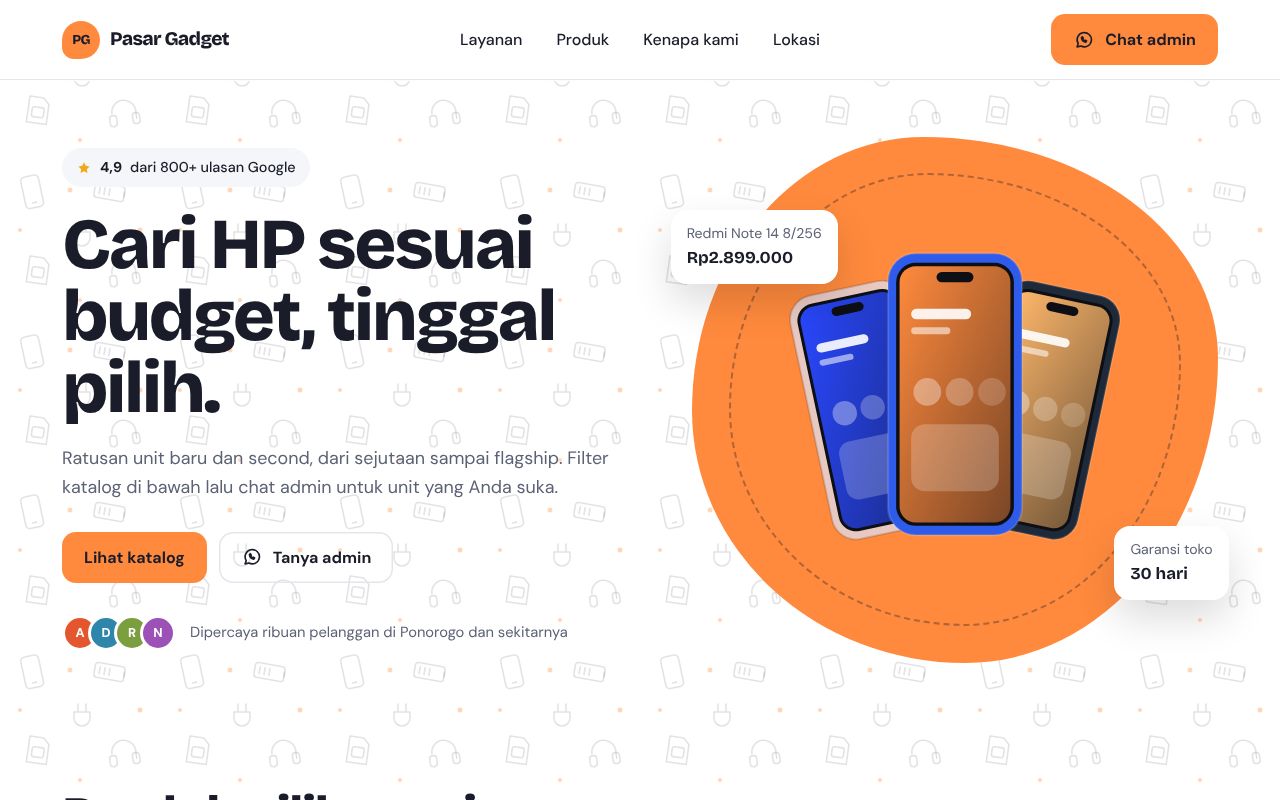 PG
Pasar Gadget
Layanan
Produk
Kenapa kami
Lokasi
Chat admin
4,9 dari 800+ ulasan Google
Cari HP sesuai
budget, tinggal
pilih.
Ratusan unit baru dan second, dari sejutaan sampai flagship. Filter
katalog di bawah lalu chat admin untuk unit yang Anda suka.
Lihat katalog
Tanya admin
A
D
R
N
Dipercaya ribuan pelanggan di Ponorogo dan sekitarnya
Redmi Note 14 8/256
Rp2.899.000
Garansi toko
30 hari